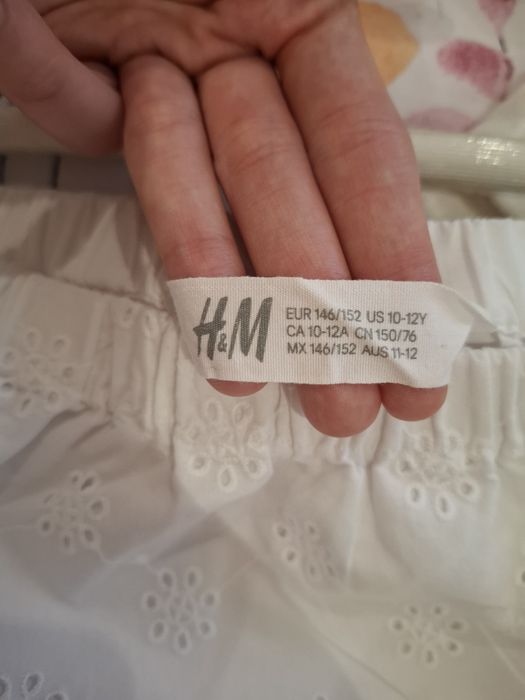 H&M
EUR 146/152 US 10-12Y
CA 10-12A CN 150/76
MX 146/152 AUS 11-12